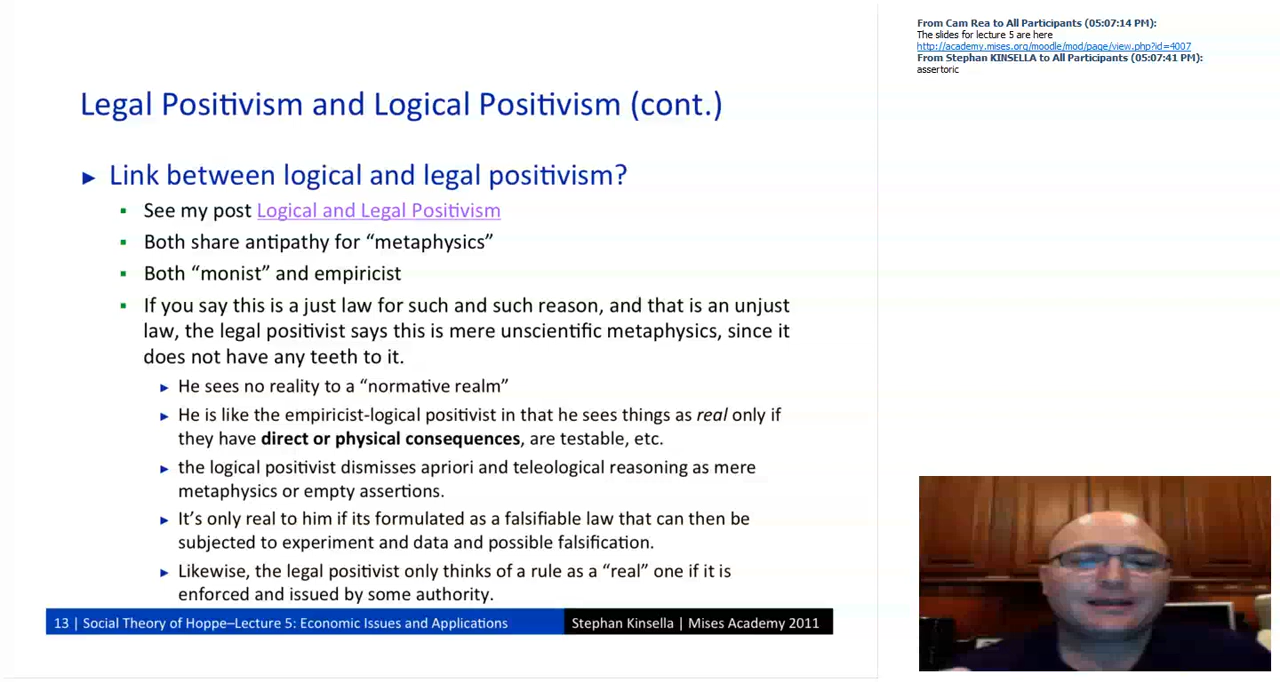 Legal Positivism and Logical Positivism (cont.)
► Link between logical and legal positivism?
▪ See my post Logical and Legal Positivism
▪ Both share antipathy for “metaphysics”
▪ Both “monist” and empiricist
▪ If you say this is a just law for such and such reason, and that is an unjust
law, the legal positivist says this is mere unscientific metaphysics, since it
does not have any teeth to it.
► He sees no reality to a “normative realm”
► He is like the empiricist-logical positivist in that he sees things as real only if
they have direct or physical consequences, are testable, etc.
► the logical positivist dismisses apriori and teleological reasoning as mere
metaphysics or empty assertions.
► It’s only real to him if its formulated as a falsifiable law that can then be
subjected to experiment and data and possible falsification.
► Likewise, the legal positivist only thinks of a rule as a “real” one if it is
enforced and issued by some authority.
13 | Social Theory of Hoppe–Lecture 5: Economic Issues and Applications
Stephan Kinsella | Mises Academy 2011
From Cam Rea to All Participants (05:07:14 PM):
The slides for lecture 5 are here
http://academy.mises.org/moodle/mod/page/view.php?id=4007
From Stephan KINSELLA to All Participants (05:07:41 PM):
assertoric